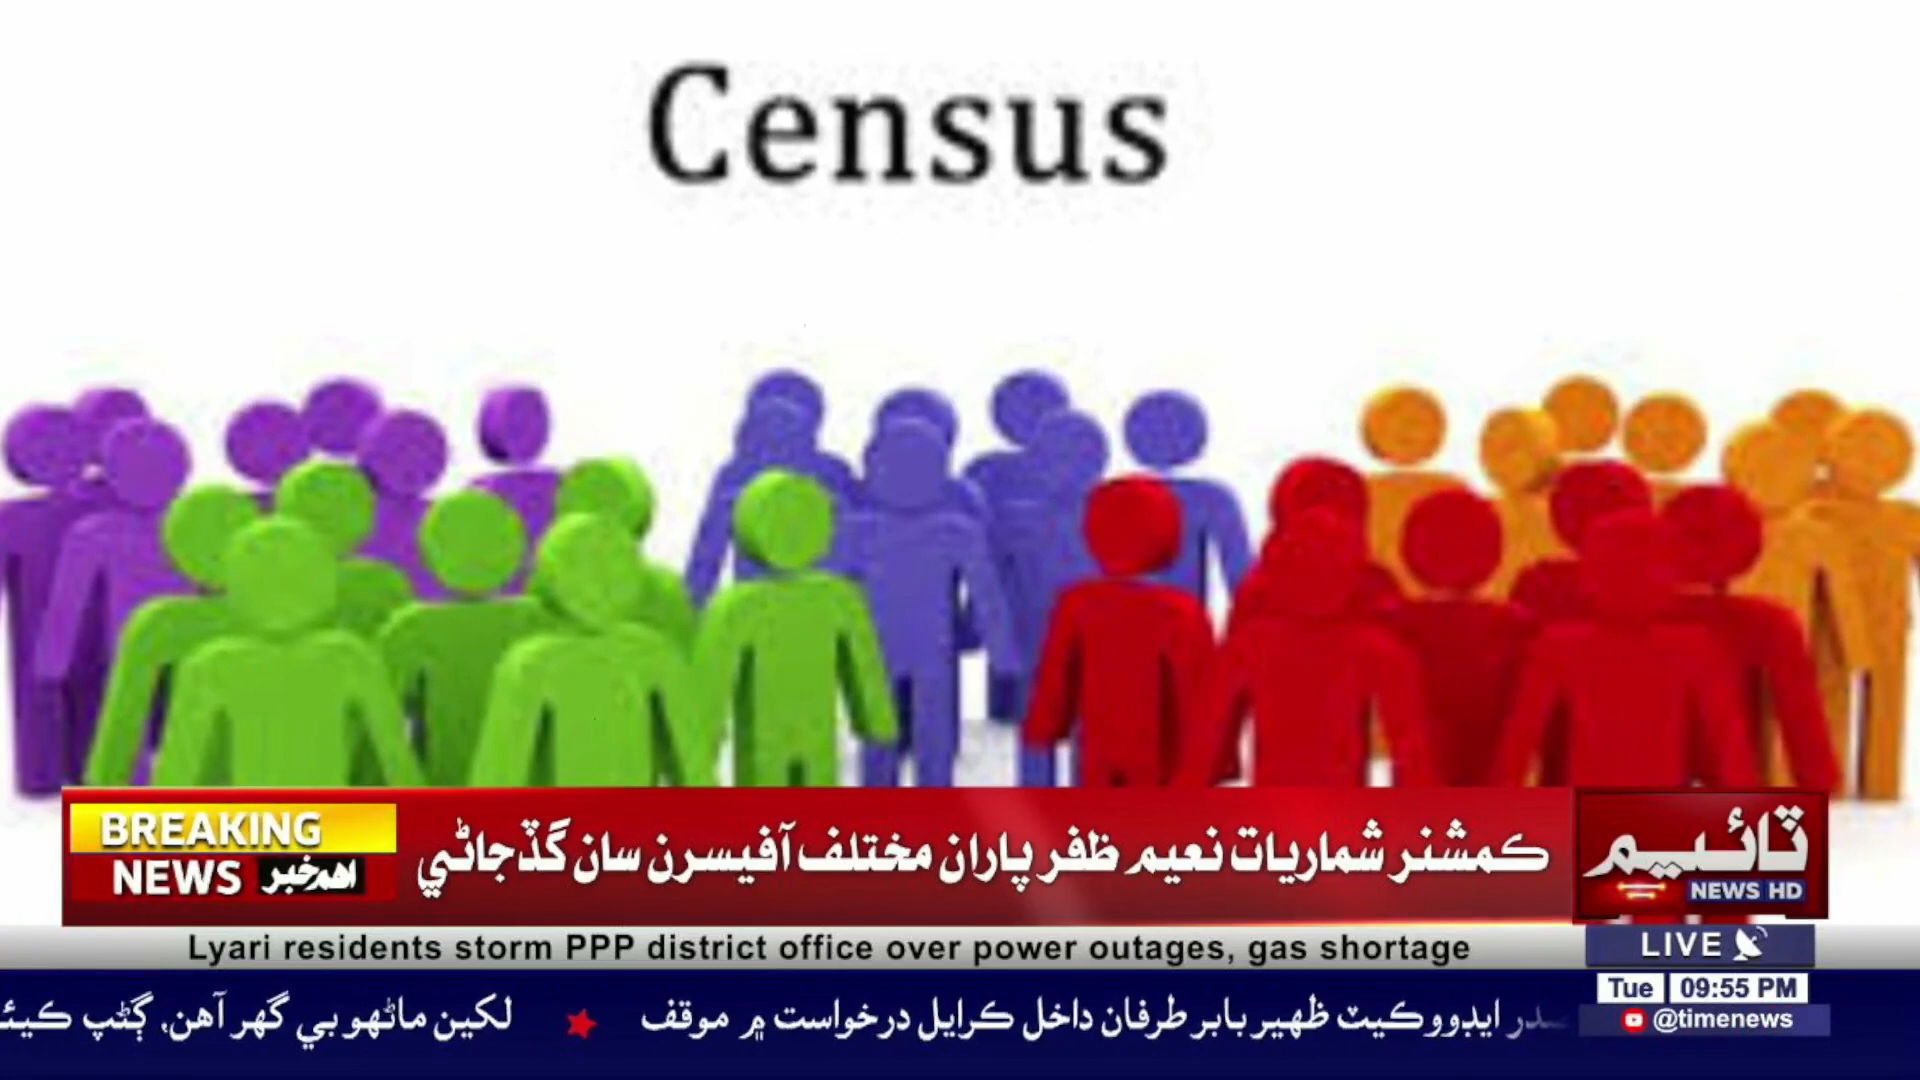 Census
BREAKING
NEWS اهم خبر
ڪمشنر شماريات نعيم ظفر پاران مختلف آفيسرن سان گڏجاڻي
ٽائيم
NEWS HD
Lyari residents storm PPP district office over power outages, gas shortage
LIVE
Tue 09:55 PM
@timenews
ايڊووڪيٽ ظهير بابر طرفان داخل ڪرايل درخواست ۾ موقف
لکين ماڻهو بي گهر آهن،